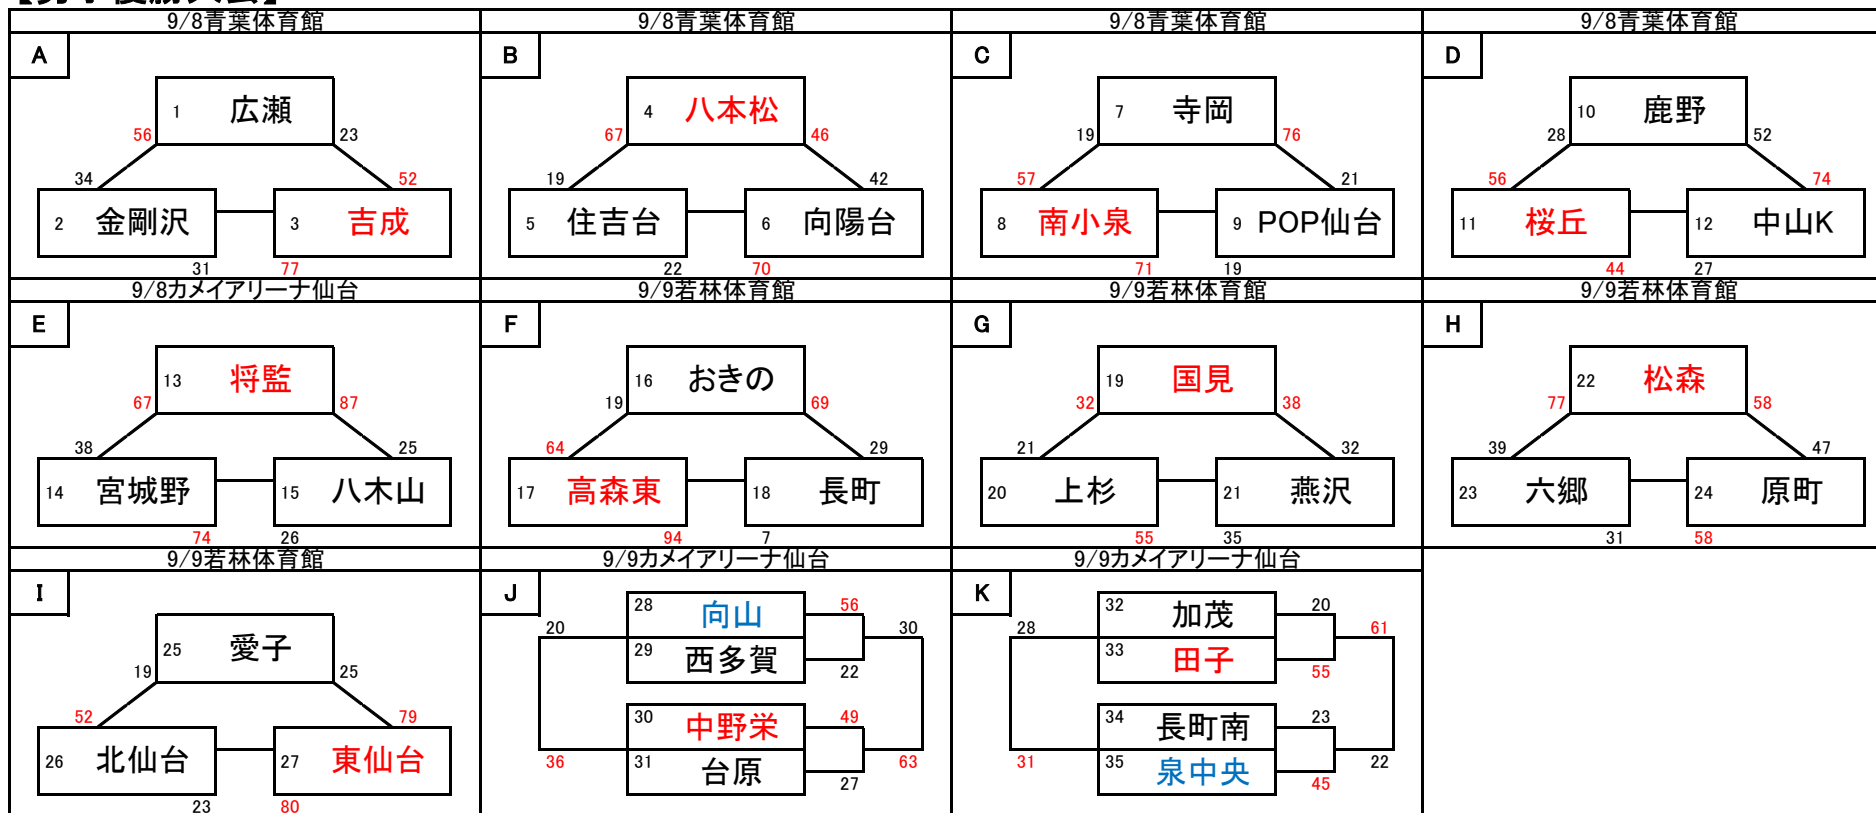 9/8青葉体育館 9/8青葉体育館 9/8青葉体育館 9/8青葉体育館
A
1 広瀬
56 23
34 52
2 金剛沢 3 吉成
31 77
B
4 八本松
67 46
19 42
5 住吉台 6 向陽台
22 70
C
7 寺岡
19 76
57 21
8 南小泉 9 POP仙台
71 19
D
10 鹿野
28 52
56 74
11 桜丘 12 中山K
44 27
9/8カメイアリーナ仙台 9/9若林体育館 9/9若林体育館 9/9若林体育館
E
13 将監
67 87
38 25
14 宮城野 15 八木山
74 26
F
16 おきの
19 69
64 29
17 高森東 18 長町
94 7
G
19 国見
32 38
21 32
20 上杉 21 燕沢
55 35
H
22 松森
77 58
39 47
23 六郷 24 原町
31 58
9/9若林体育館 9/9カメイアリーナ仙台 9/9カメイアリーナ仙台
I
25 愛子
19 25
52 79
26 北仙台 27 東仙台
23 80
J
28 向山 56
20 30
29 西多賀 22
30 中野栄 49
36 63
31 台原 27
K
32 加茂 20
28 61
33 田子 55
34 長町南 23
31 22
35 泉中央 45